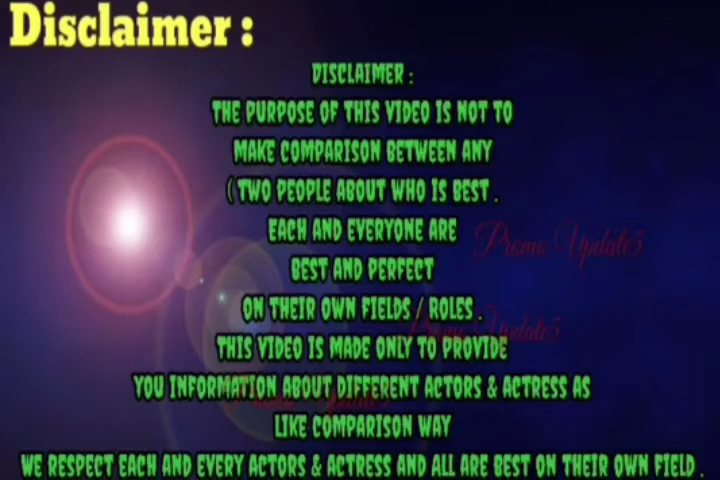 Disclaimer :
DISCLAIMER :
THE PURPOSE OF THIS VIDEO IS NOT TO
MAKE COMPARISON BETWEEN ANY
( TWO PEOPLE ABOUT WHO IS BEST .
EACH AND EVERYONE ARE
Promo Update5
BEST AND PERFECT
ON THEIR OWN FIELDS / ROLES .
Promo Update5
THIS VIDEO IS MADE ONLY TO PROVIDE
YOU INFORMATION ABOUT DIFFERENT ACTORS & ACTRESS AS
LIKE COMPARISON WAY
WE RESPECT EACH AND EVERY ACTORS & ACTRESS AND ALL ARE BEST ON THEIR OWN FIELD .